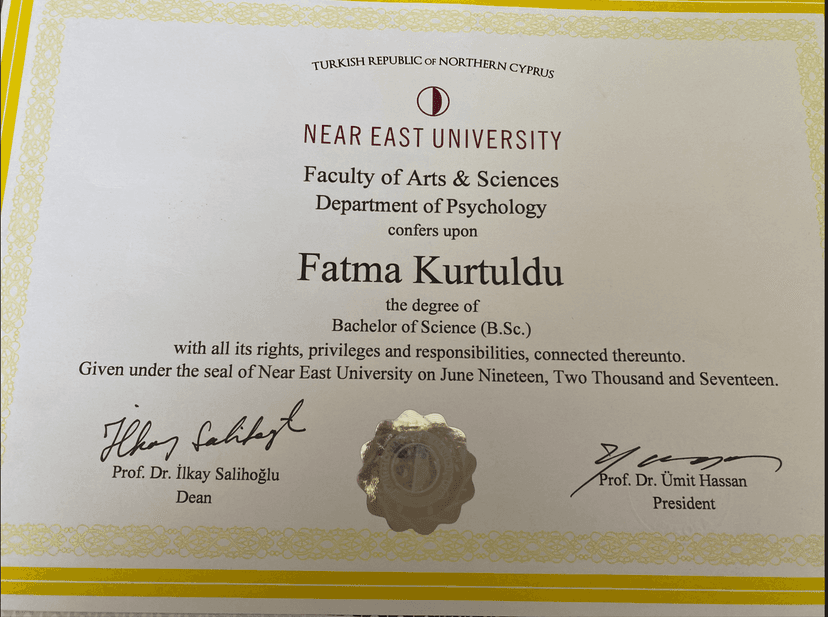 TURKISH REPUBLIC OF NORTHERN CYPRUS
NEAR EAST UNIVERSITY
Faculty of Arts & Sciences
Department of Psychology
confers upon
Fatma Kurtuldu
the degree of
Bachelor of Science (B.Sc.)
with all its rights, privileges and responsibilities, connected thereunto.
Given under the seal of Near East University on June Nineteen, Two Thousand and Seventeen.
İlkay Salihoğlu
Prof. Dr. İlkay Salihoğlu
Dean
Prof. Dr. Ümit Hassan
President